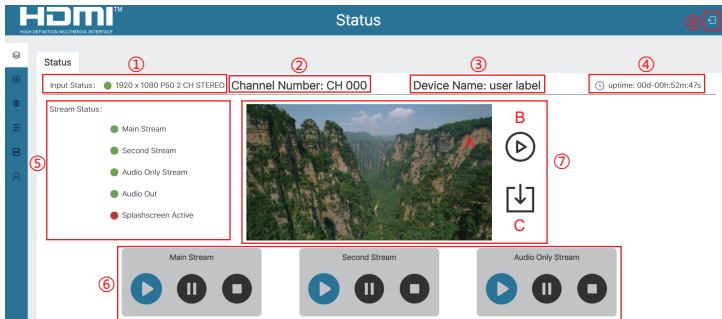 HDMI™
HIGH DEFINITION MULTIMEDIA INTERFACE
Status
⑧
Status
① ② ③ ④
Input Status: 1920 x 1080 P50 2 CH STEREO Channel Number: CH 000 Device Name: user label uptime: 00d-00h:52m:47s
Stream Status:
Main Stream
Second Stream
Audio Only Stream
Audio Out
Splashscreen Active
⑤
A
B
C
⑦
⑥
Main Stream Second Stream Audio Only Stream